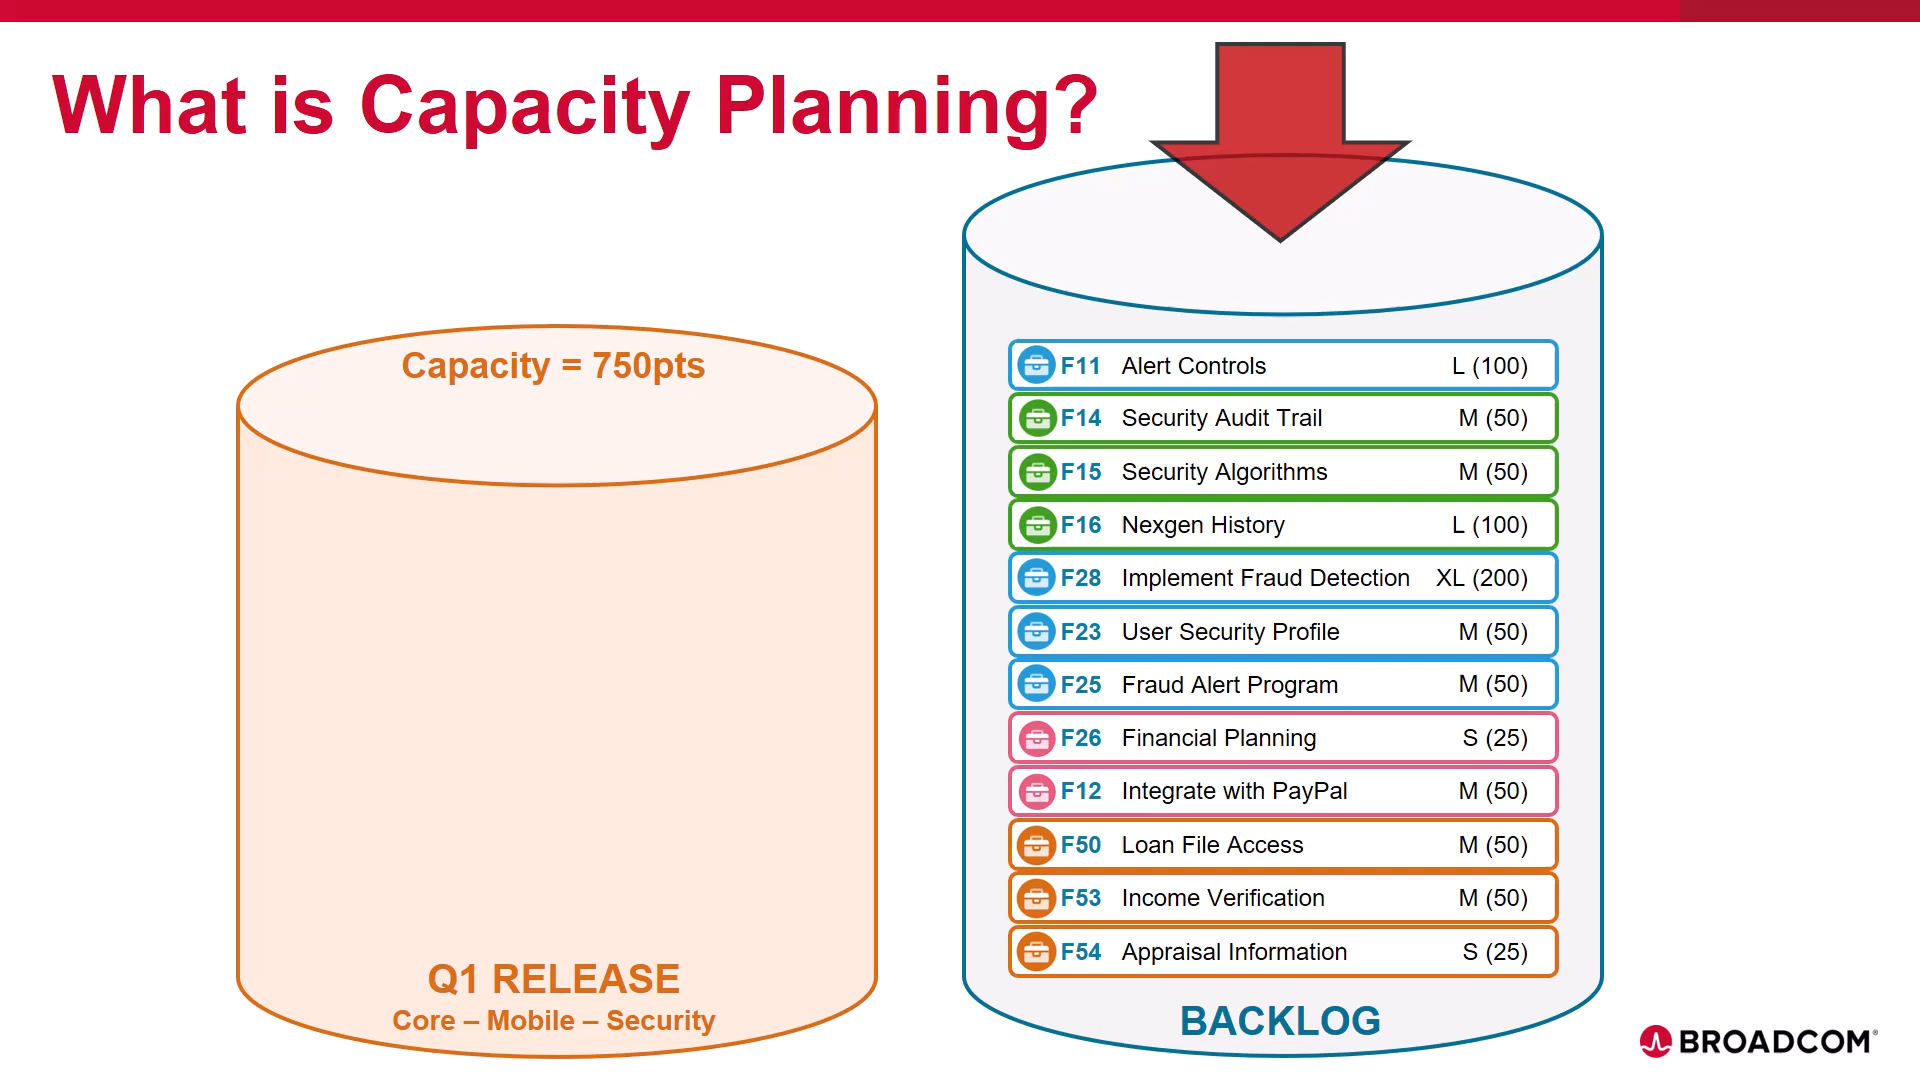 What is Capacity Planning?
Capacity = 750pts
Q1 RELEASE
Core – Mobile – Security
F11 Alert Controls L (100)
F14 Security Audit Trail M (50)
F15 Security Algorithms M (50)
F16 Nexgen History L (100)
F28 Implement Fraud Detection XL (200)
F23 User Security Profile M (50)
F25 Fraud Alert Program M (50)
F26 Financial Planning S (25)
F12 Integrate with PayPal M (50)
F50 Loan File Access M (50)
F53 Income Verification M (50)
F54 Appraisal Information S (25)
BACKLOG
BROADCOM®